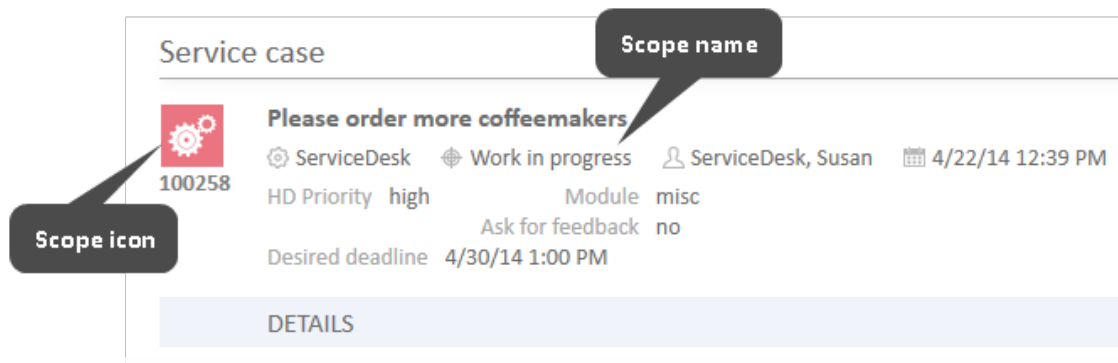 Service case
Scope name
Please order more coffeemakers
ServiceDesk Work in progress ServiceDesk, Susan 4/22/14 12:39 PM
100258
HD Priority high Module misc
Ask for feedback no
Scope icon
Desired deadline 4/30/14 1:00 PM
DETAILS